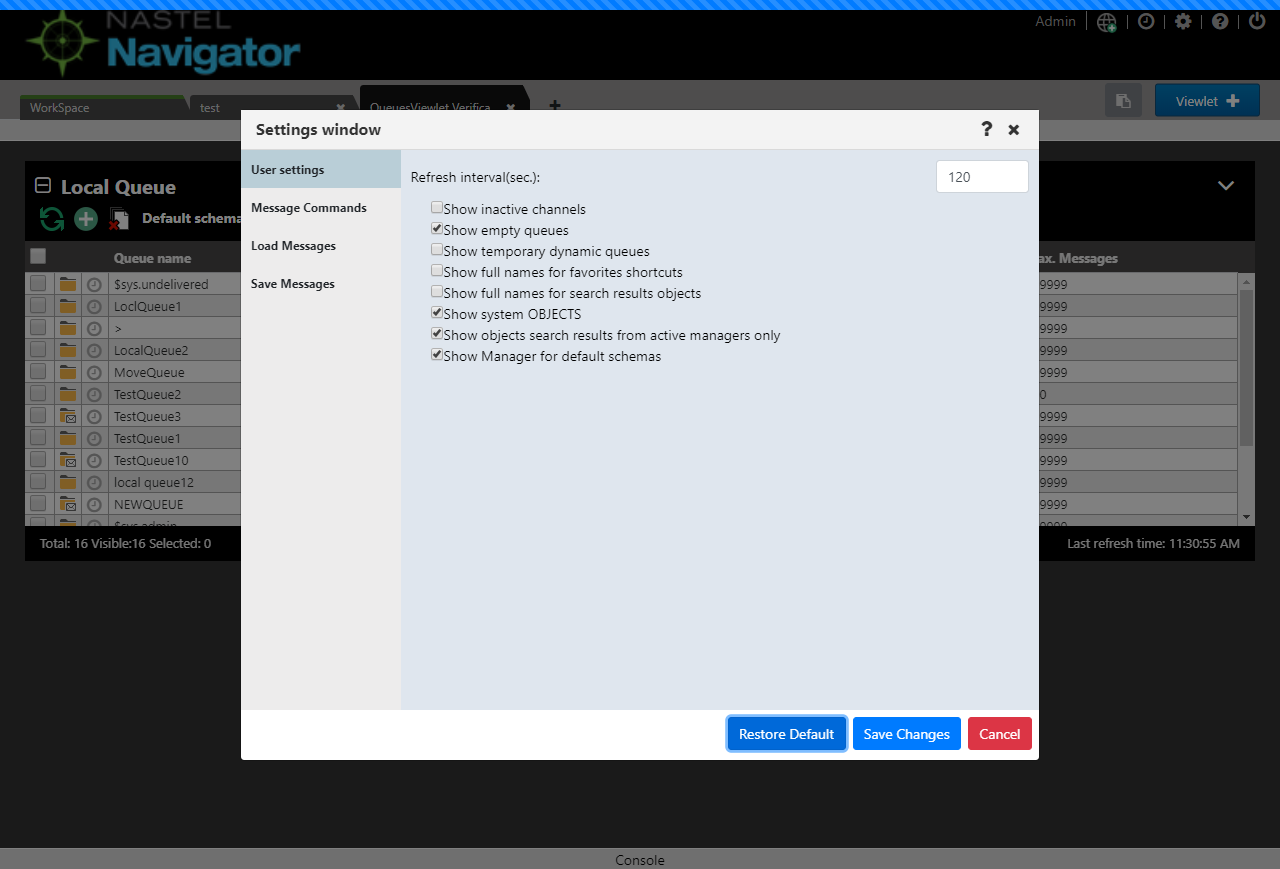 NASTEL
Navigator
Admin
WorkSpace
test
QueuesViewlet Verifica
Viewlet
Settings window
User settings
Message Commands
Load Messages
Save Messages
Refresh interval(sec.):
120
Show inactive channels
Show empty queues
Show temporary dynamic queues
Show full names for favorites shortcuts
Show full names for search results objects
Show system OBJECTS
Show objects search results from active managers only
Show Manager for default schemas
Restore Default
Save Changes
Cancel
Local Queue
Default schema
Queue name
ax. Messages
$sys.undelivered
9999
LoclQueue1
9999
>
9999
LocalQueue2
9999
MoveQueue
9999
TestQueue2
0
TestQueue3
9999
TestQueue1
9999
TestQueue10
9999
local queue12
9999
NEWQUEUE
9999
$sys.admin
9999
Total: 16 Visible:16 Selected: 0
Last refresh time: 11:30:55 AM
Console